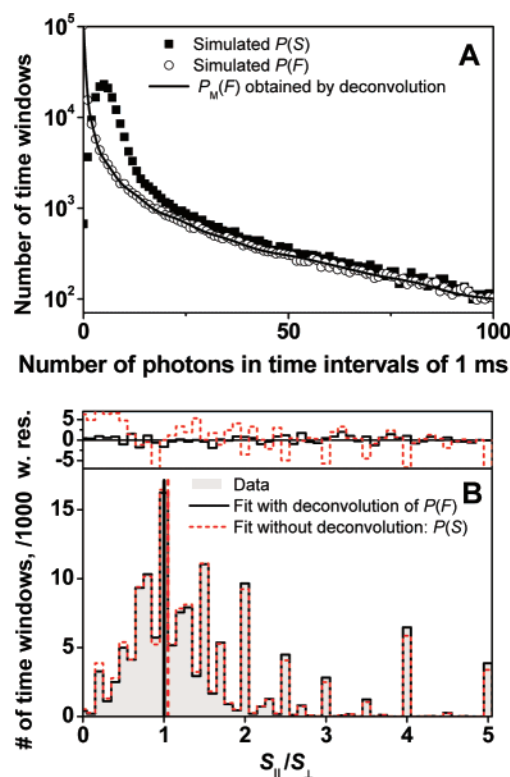 A
Simulated P(S)
Simulated P(F)
P_M(F) obtained by deconvolution
Number of time windows
10^5
10^4
10^3
10^2
0 50 100
Number of photons in time intervals of 1 ms
w. res.
5
0
-5
B
Data
Fit with deconvolution of P(F)
Fit without deconvolution: P(S)
# of time windows, /1000
15
10
5
0
0 1 2 3 4 5
S_||/S_⊥